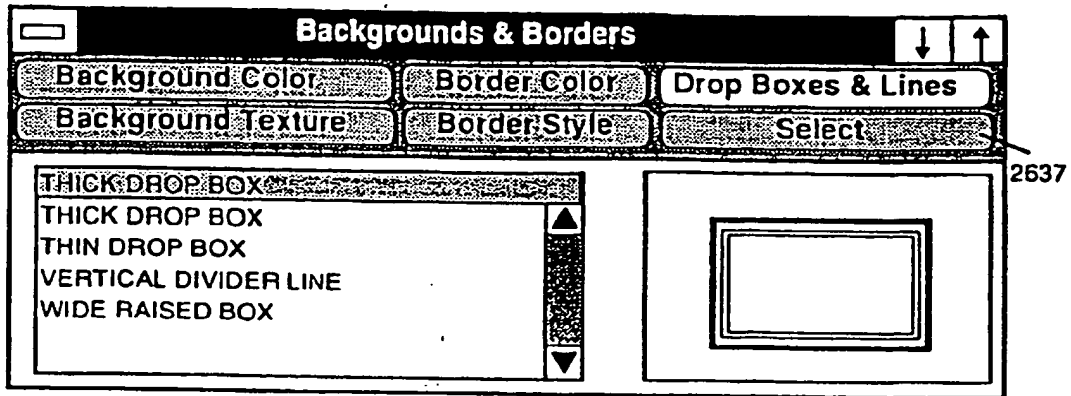 Backgrounds & Borders
Background Color Border Color Drop Boxes & Lines
Background Texture Border Style Select
2637
THICK DROP BOX
THICK DROP BOX
THIN DROP BOX
VERTICAL DIVIDER LINE
WIDE RAISED BOX